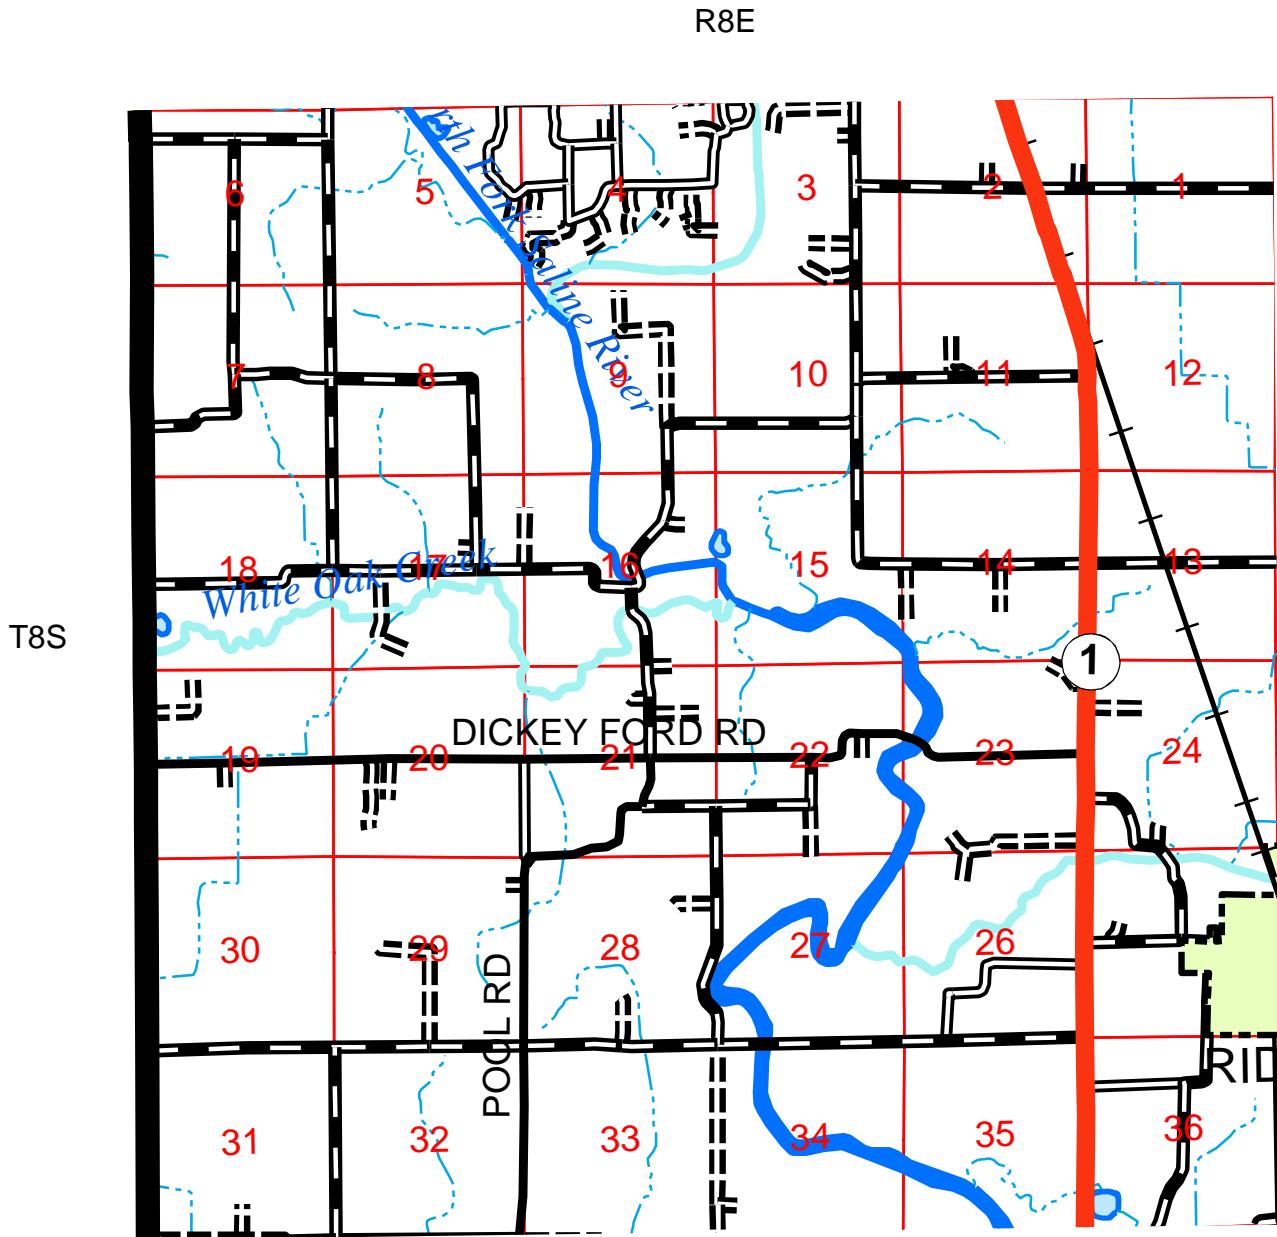 R8E
rth Fork Saline River
6 5 4 3 2 1
7 8 9 10 11 12
18 17 16 15 14 13
White Oak Creek
T8S
1
DICKEY FORD RD
19 20 21 22 23 24
30 29 28 27 26
POOL RD
RID
31 32 33 34 35 36